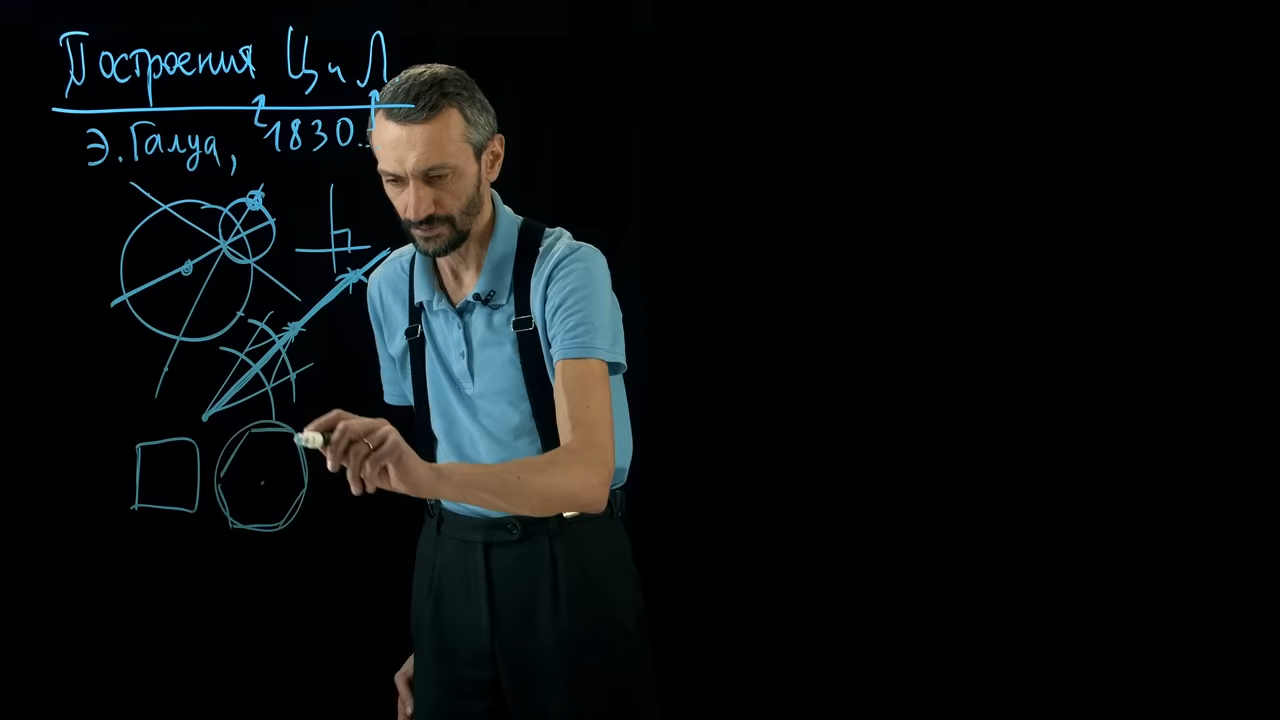 Построения Ц и Л
Э. Галуа, 1830..